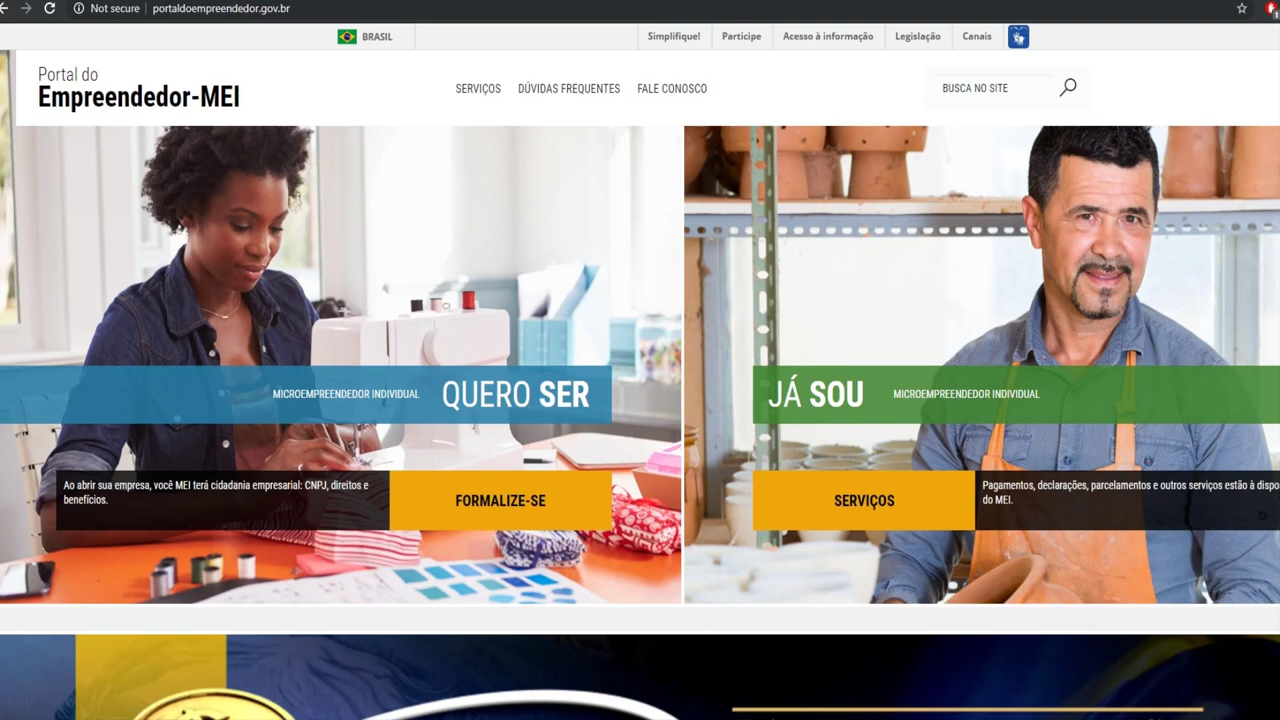 Not secure
portaldoempreendedor.gov.br
BRASIL
Simplifique!
Participe
Acesso à informação
Legislação
Canais
Portal do
Empreendedor-MEI
SERVIÇOS
DÚVIDAS FREQUENTES
FALE CONOSCO
BUSCA NO SITE
MICROEMPREENDEDOR INDIVIDUAL
QUERO SER
JÁ SOU
MICROEMPREENDEDOR INDIVIDUAL
Ao abrir sua empresa, você MEI terá cidadania empresarial: CNPJ, direitos e
benefícios.
FORMALIZE-SE
SERVIÇOS
Pagamentos, declarações, parcelamentos e outros serviços estão à dispo
do MEI.